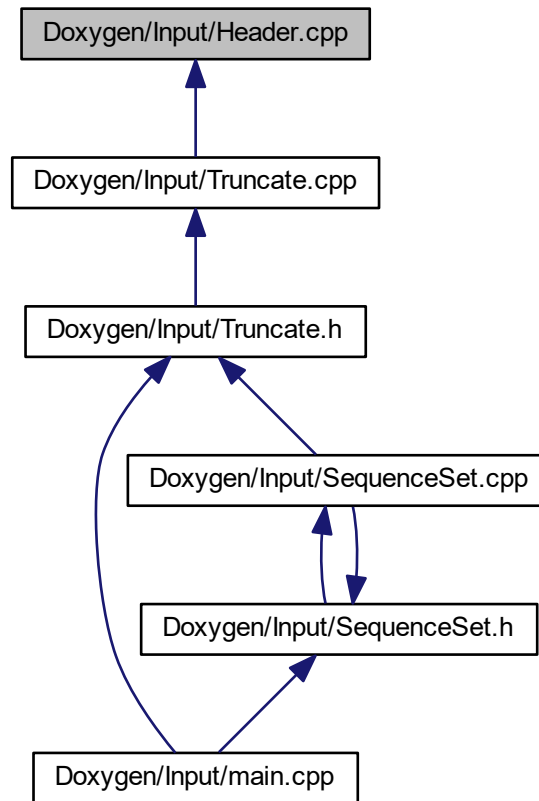 Doxygen/Input/Header.cpp
Doxygen/Input/Truncate.cpp
Doxygen/Input/Truncate.h
Doxygen/Input/SequenceSet.cpp
Doxygen/Input/SequenceSet.h
Doxygen/Input/main.cpp